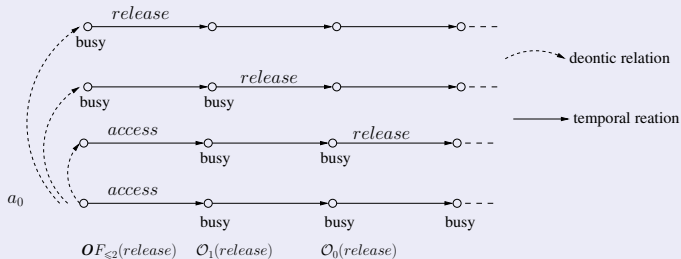 release
busy
deontic relation
release
busy busy
temporal reation
access release
busy busy
access
a₀
busy busy busy
OF⩽₂(release) O₁(release) O₀(release)